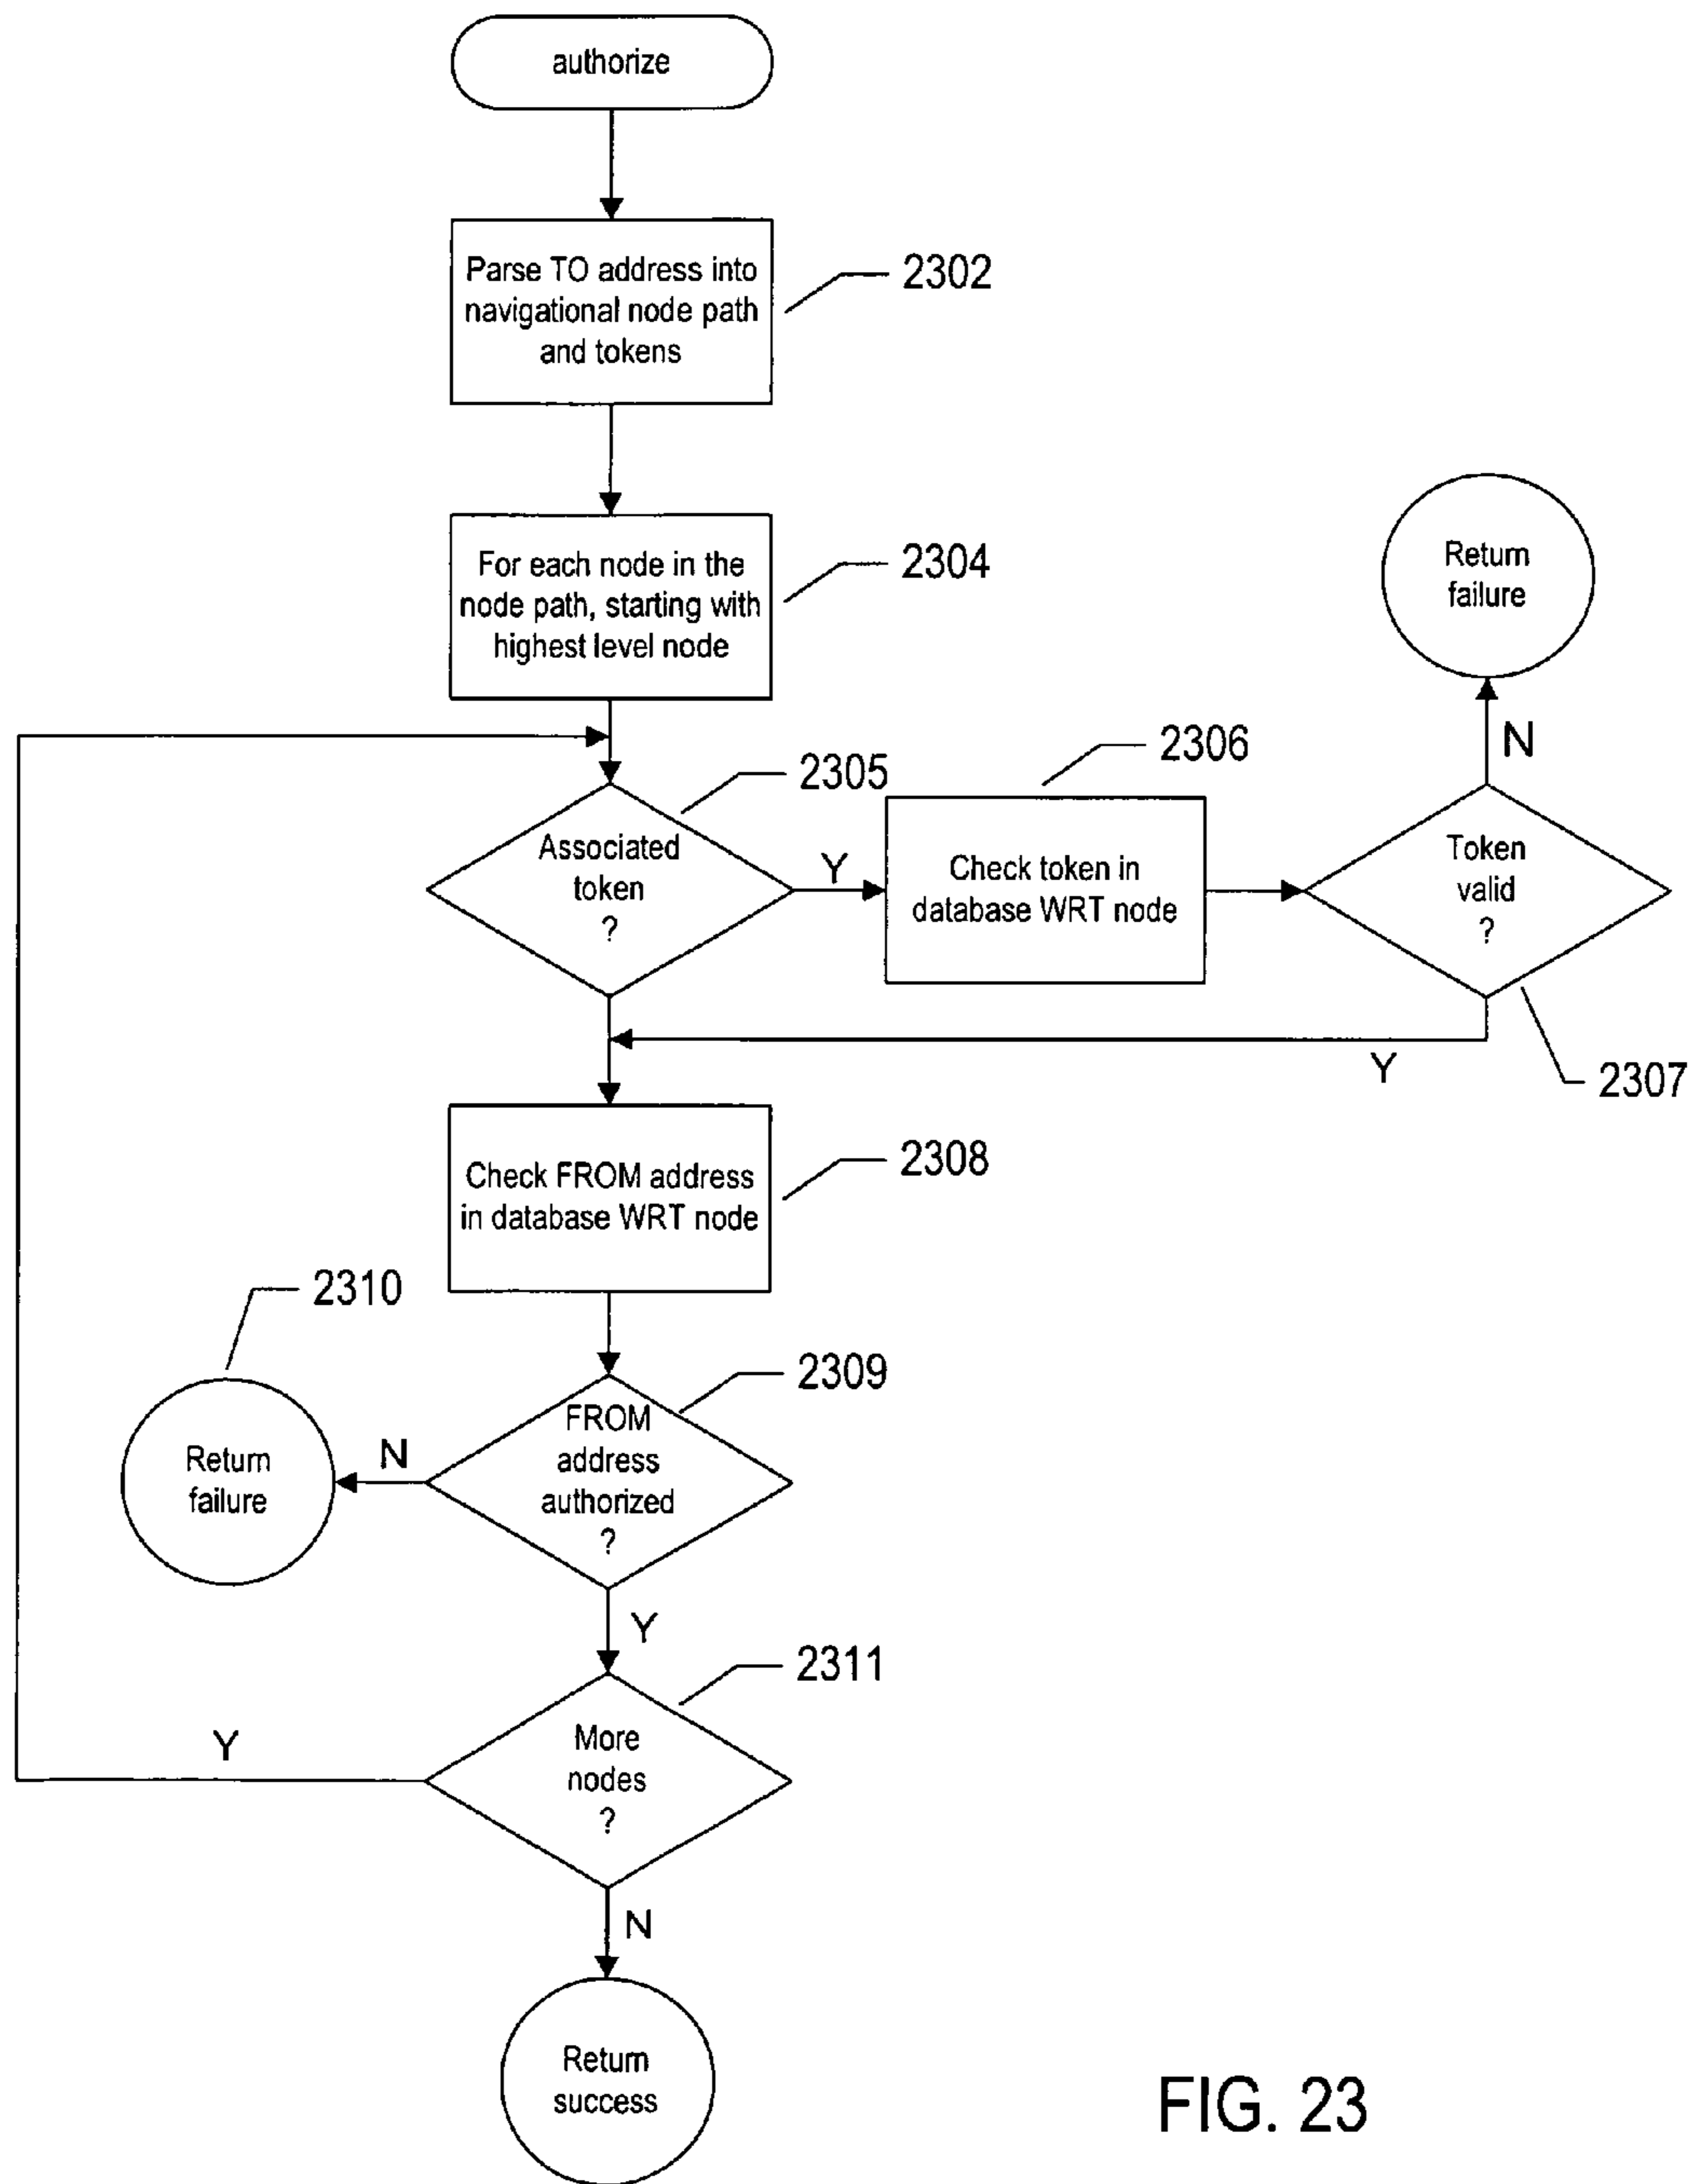 authorize
Parse TO address into
navigational node path
and tokens
2302
For each node in the
node path, starting with
highest level node
2304
Return
failure
N
2306
2305
Associated
token
?
Y
Check token in
database WRT node
Token
valid
?
Y
2307
Check FROM address
in database WRT node
2308
2310
2309
Return
failure
N
FROM
address
authorized
?
Y
2311
More
nodes
?
Y
N
Return
success
FIG. 23